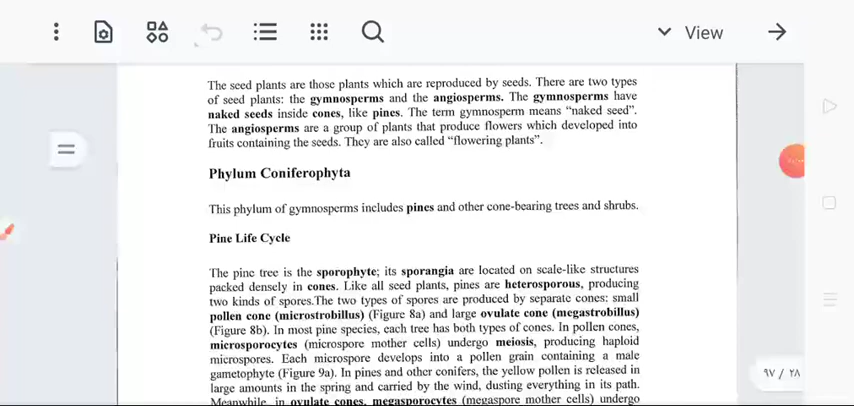 View
The seed plants are those plants which are reproduced by seeds. There are two types
of seed plants: the gymnosperms and the angiosperms. The gymnosperms have
naked seeds inside cones, like pines. The term gymnosperm means “naked seed”.
The angiosperms are a group of plants that produce flowers which developed into
fruits containing the seeds. They are also called “flowering plants”.
Phylum Coniferophyta
This phylum of gymnosperms includes pines and other cone-bearing trees and shrubs.
Pine Life Cycle
The pine tree is the sporophyte; its sporangia are located on scale-like structures
packed densely in cones. Like all seed plants, pines are heterosporous, producing
two kinds of spores.The two types of spores are produced by separate cones: small
pollen cone (microstrobillus) (Figure 8a) and large ovulate cone (megastrobillus)
(Figure 8b). In most pine species, each tree has both types of cones. In pollen cones,
microsporocytes (microspore mother cells) undergo meiosis, producing haploid
microspores. Each microspore develops into a pollen grain containing a male
gametophyte (Figure 9a). In pines and other conifers, the yellow pollen is released in
large amounts in the spring and carried by the wind, dusting everything in its path.
Meanwhile, in ovulate cones, megasporocytes (megaspore mother cells) undergo
٩٧ / ٢٨